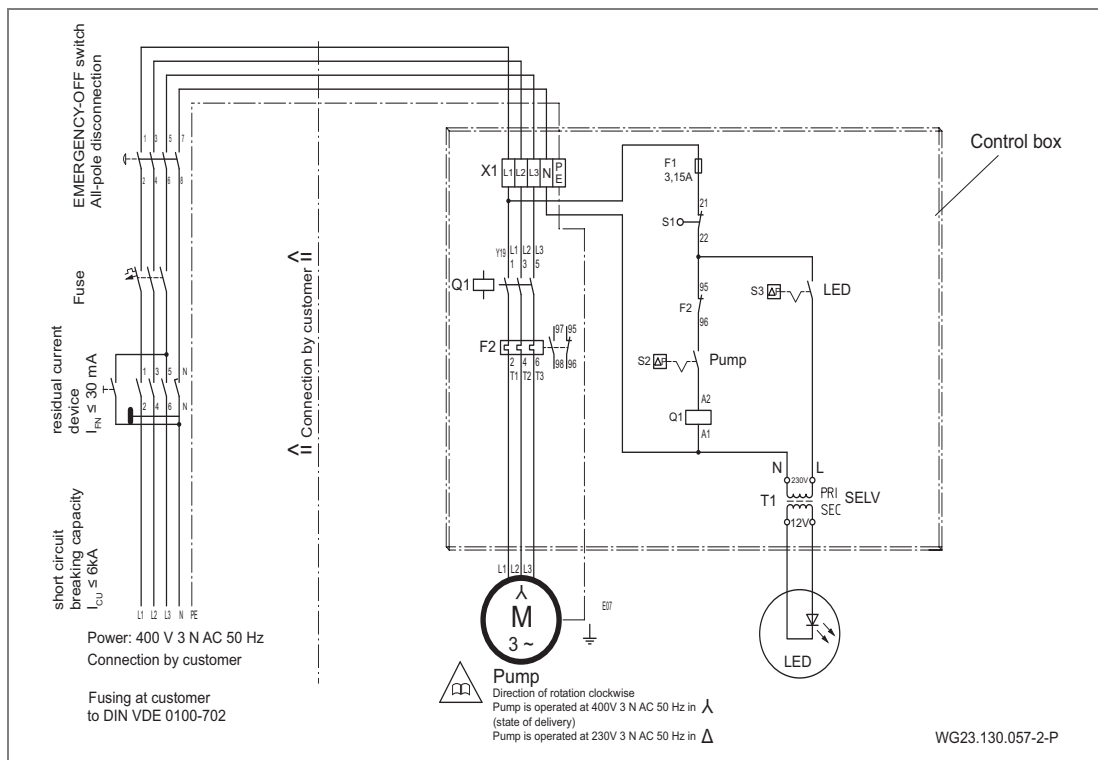 EMERGENCY-OFF switch
All-pole disconnection
1 3 5 7
2 4 6 8
Fuse
residual current
device
I_FN ≤ 30 mA
1 3 5 N
2 4 6 N
short circuit
breaking capacity
I_CU ≤ 6kA
L1 L2 L3 N PE
Power: 400 V 3 N AC 50 Hz
Connection by customer
Fusing at customer
to DIN VDE 0100-702
<= Connection by customer =>
Control box
X1 L1 L2 L3 N PE
Y19 L1 L2 L3
1 3 5
Q1
F2
97 95
98 96
2 4 6
T1 T2 T3
F1
3,15A
21
S1
22
95
F2
96
S3 ΔP LED
S2 ΔP Pump
A2
Q1
A1
N L
230V
T1 PRI SELV
SEC
12V
L1 L2 L3
M
3 ~
E07
LED
Pump
Direction of rotation clockwise
Pump is operated at 400V 3 N AC 50 Hz in ⅄
(state of delivery)
Pump is operated at 230V 3 N AC 50 Hz in Δ
WG23.130.057-2-P